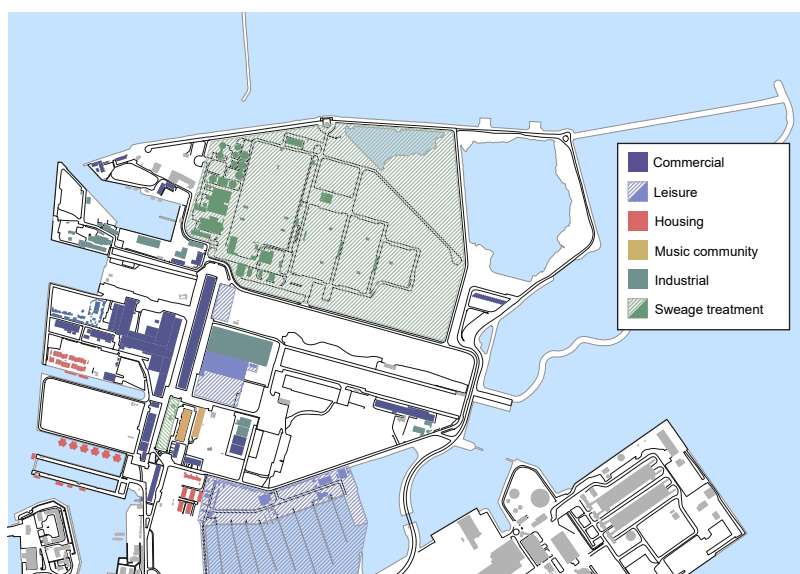 Commercial
Leisure
Housing
Music community
Industrial
Sweage treatment